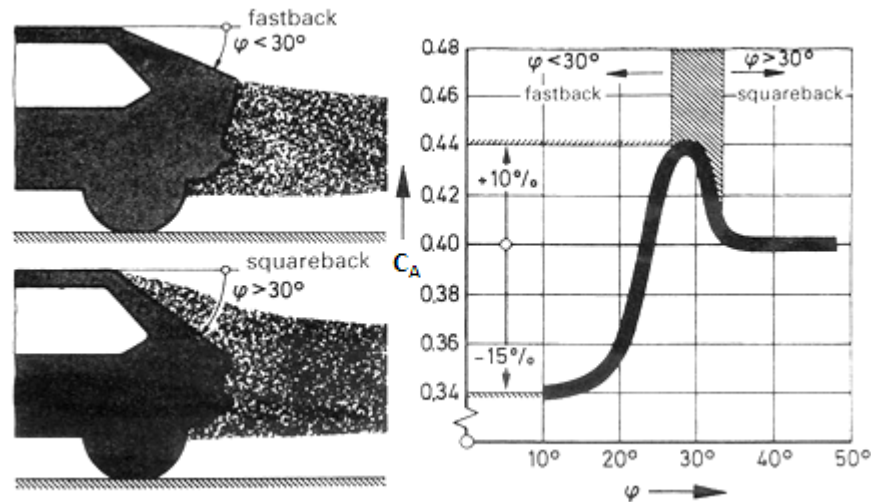 fastback
φ < 30°
squareback
φ > 30°
C_A
0.48
0.46
0.44
0.42
0.40
0.38
0.36
0.34
φ<30°
fastback
φ>30°
squareback
+10%
-15%
10°
20°
30°
40°
50°
φ